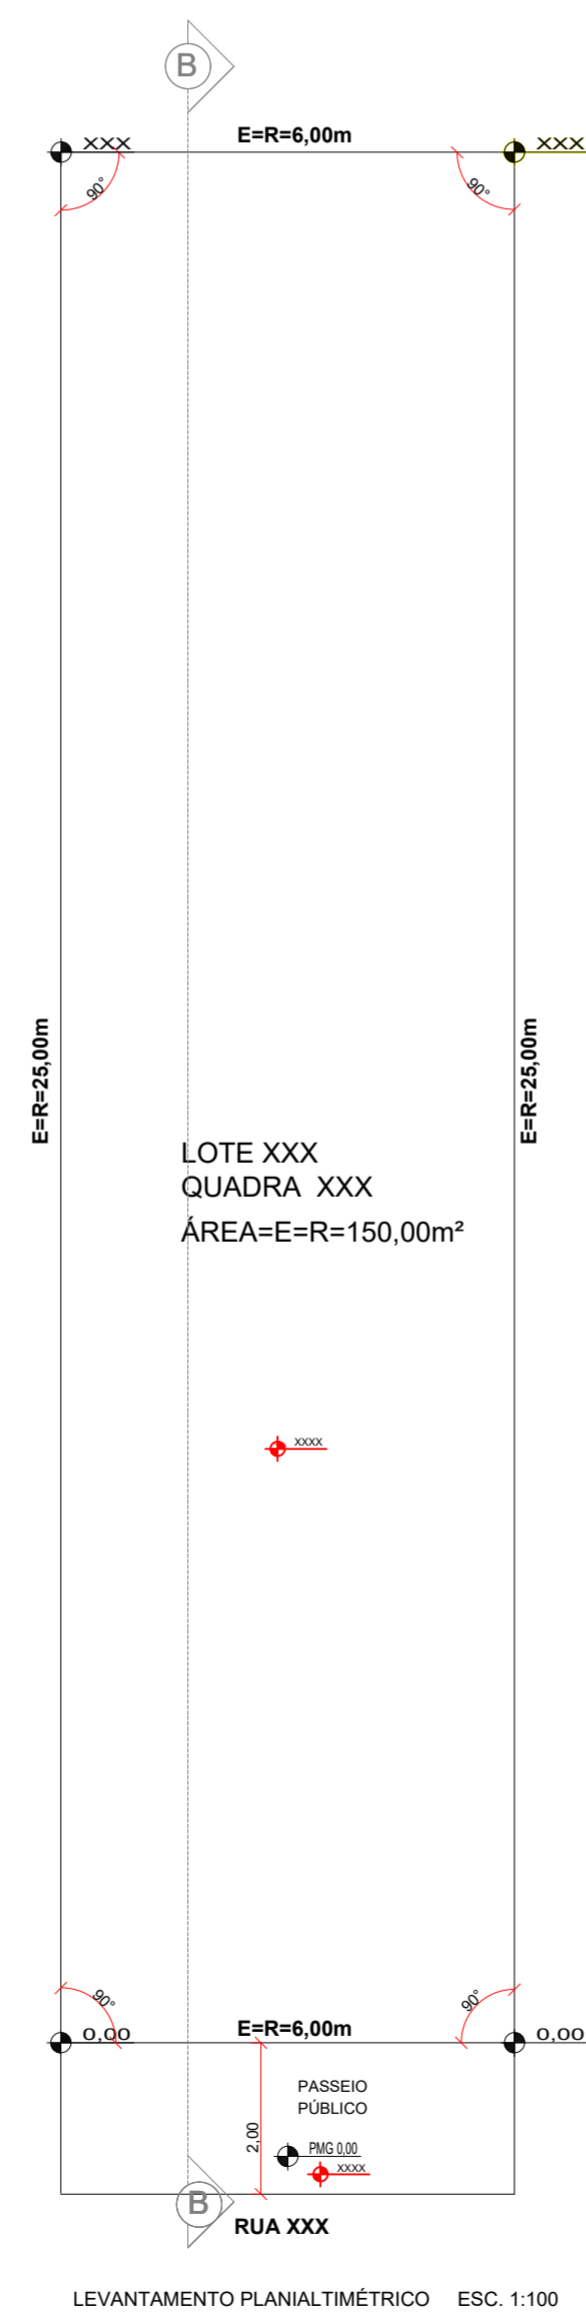 B
E=R=6,00m
XXX
XXX
90°
90°
E=R=25,00m
E=R=25,00m
LOTE XXX
QUADRA XXX
ÁREA=E=R=150,00m²
XXXX
90°
90°
0,00
E=R=6,00m
0,00
PASSEIO
PÚBLICO
2,00
PMG 0,00
XXXX
B
RUA XXX
LEVANTAMENTO PLANIALTIMÉTRICO ESC. 1:100